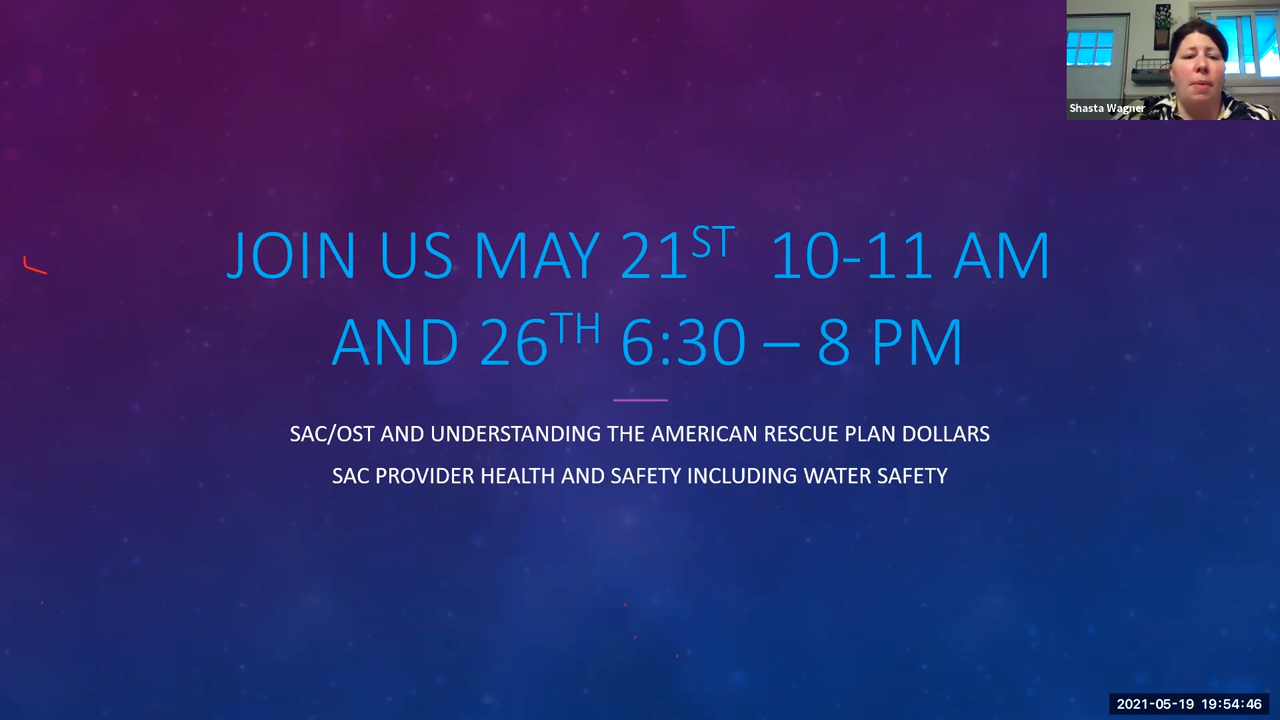 Shasta Wagner
JOIN US MAY 21ST 10-11 AM
AND 26TH 6:30 – 8 PM
SAC/OST AND UNDERSTANDING THE AMERICAN RESCUE PLAN DOLLARS
SAC PROVIDER HEALTH AND SAFETY INCLUDING WATER SAFETY
2021-05-19 19:54:46